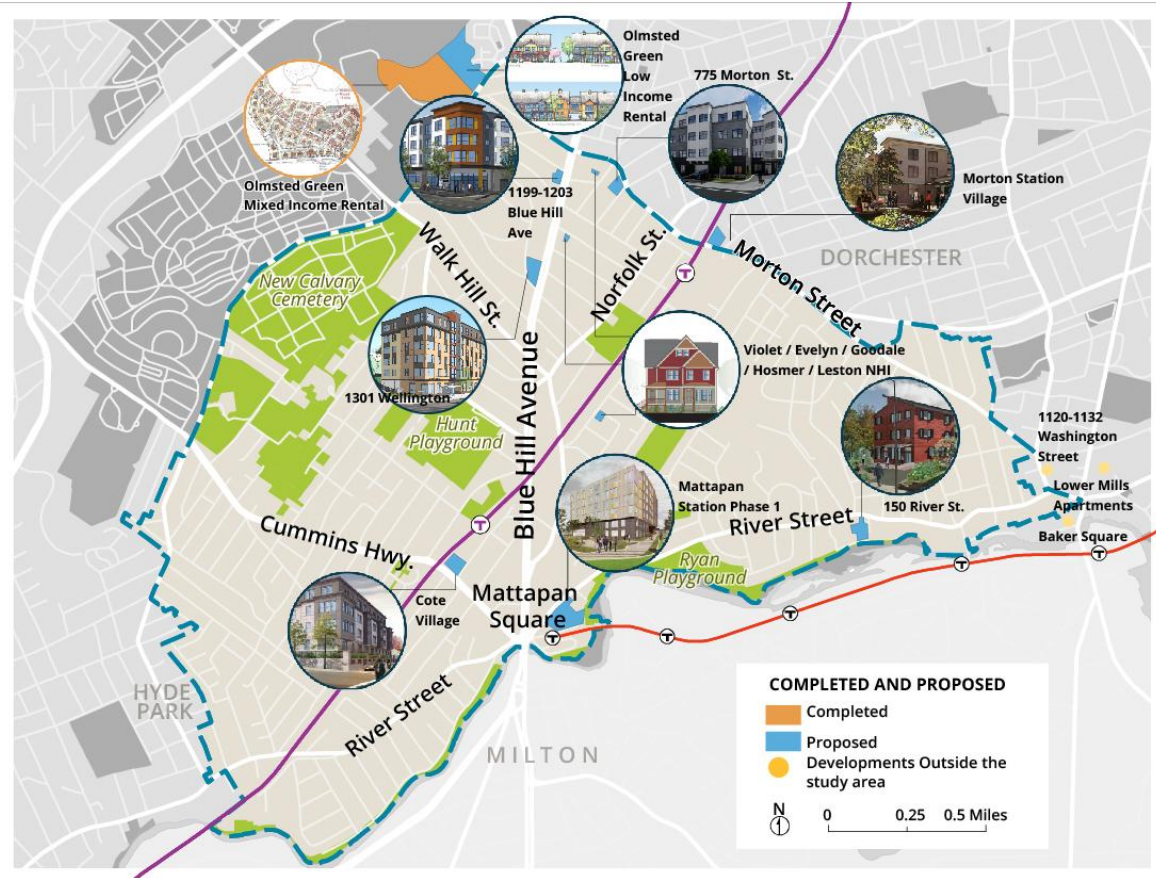 Olmsted
Green
Low
Income
Rental
775 Morton St.
Olmsted Green
Mixed Income Rental
1199-1203
Blue Hill
Ave
Morton Station
Village
DORCHESTER
Walk Hill St.
Norfolk St.
Morton Street
New Calvary
Cemetery
T
1301 Wellington
Hunt
Playground
Blue Hill Avenue
Violet / Evelyn / Goodale
/ Hosmer / Leston NHI
1120-1132
Washington
Street
Lower Mills
Apartments
Baker Square
Mattapan
Station Phase 1
150 River St.
River Street
Cummins Hwy.
T
Ryan
Playground
Cote
Village
Mattapan
Square
T
T
T
T
T
HYDE
PARK
River Street
MILTON
COMPLETED AND PROPOSED
Completed
Proposed
Developments Outside the
study area
N
0 0.25 0.5 Miles